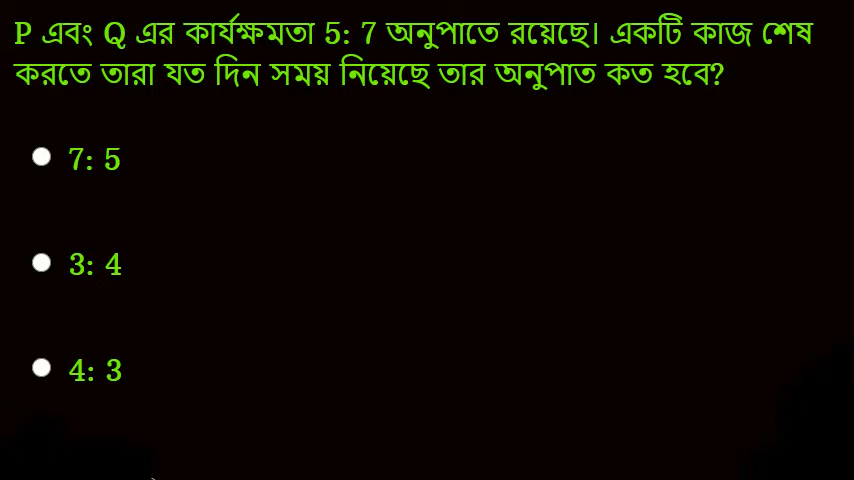 P এবং Q এর কার্যক্ষমতা 5: 7 অনুপাতে রয়েছে। একটি কাজ শেষ
করতে তারা যত দিন সময় নিয়েছে তার অনুপাত কত হবে?
7: 5
3: 4
4: 3